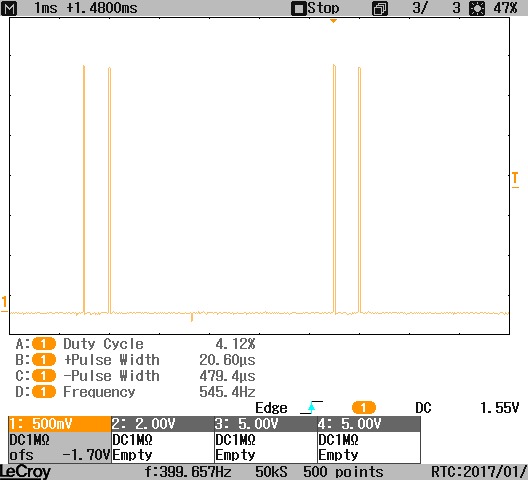 M 1ms +1.4800ms Stop 3/ 3 47%
T
1
A: 1 Duty Cycle 4.12%
B: 1 +Pulse Width 20.60µs
C: 1 -Pulse Width 479.4µs
D: 1 Frequency 545.4Hz
Edge 1 DC 1.55V
1: 500mV 2: 2.00V 3: 5.00V 4: 5.00V
DC1MΩ DC1MΩ DC1MΩ DC1MΩ
ofs -1.70V Empty Empty Empty
LeCroy f:399.657Hz 50kS 500 points RTC:2017/01/